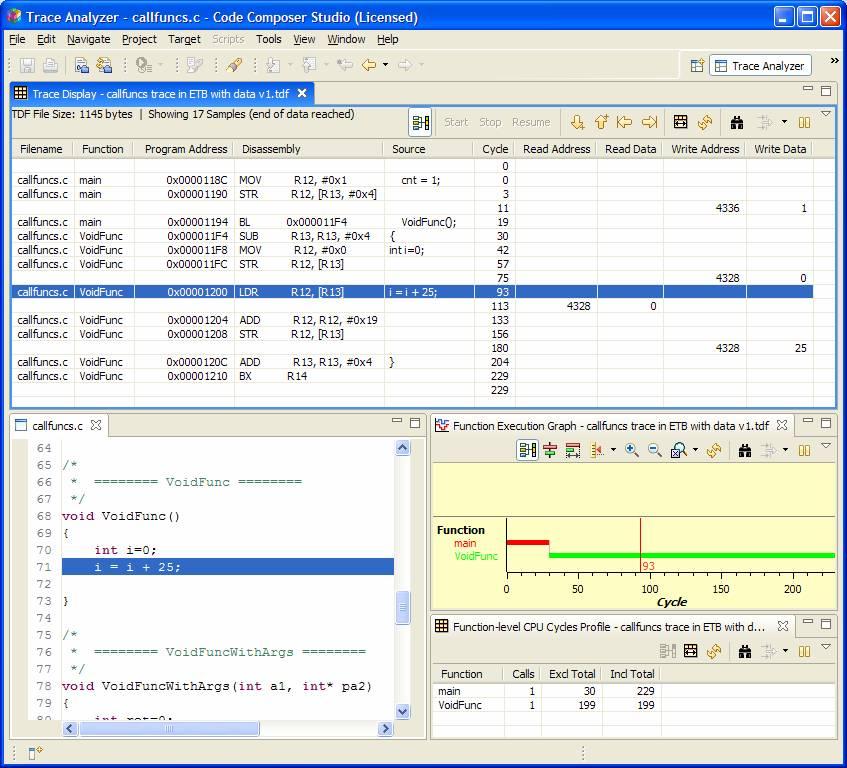 Trace Analyzer - callfuncs.c - Code Composer Studio (Licensed)
File Edit Navigate Project Target Scripts Tools View Window Help
Trace Analyzer »
Trace Display - callfuncs trace in ETB with data v1.tdf
TDF File Size: 1145 bytes | Showing 17 Samples (end of data reached)
Start Stop Resume
Filename Function Program Address Disassembly Source Cycle Read Address Read Data Write Address Write Data
0
callfuncs.c main 0x0000118C MOV R12, #0x1 cnt = 1; 0
callfuncs.c main 0x00001190 STR R12, [R13, #0x4] 3
11 4336 1
callfuncs.c main 0x00001194 BL 0x000011F4 VoidFunc(); 19
callfuncs.c VoidFunc 0x000011F4 SUB R13, R13, #0x4 { 30
callfuncs.c VoidFunc 0x000011F8 MOV R12, #0x0 int i=0; 42
callfuncs.c VoidFunc 0x000011FC STR R12, [R13] 57
75 4328 0
callfuncs.c VoidFunc 0x00001200 LDR R12, [R13] i = i + 25; 93
113 4328 0
callfuncs.c VoidFunc 0x00001204 ADD R12, R12, #0x19 133
callfuncs.c VoidFunc 0x00001208 STR R12, [R13] 156
180 4328 25
callfuncs.c VoidFunc 0x0000120C ADD R13, R13, #0x4 } 204
callfuncs.c VoidFunc 0x00001210 BX R14 229
229
callfuncs.c
64
65 /*
66 * ======== VoidFunc ========
67 */
68 void VoidFunc()
69 {
70 int i=0;
71 i = i + 25;
72
73 }
74
75 /*
76 * ======== VoidFuncWithArgs ========
77 */
78 void VoidFuncWithArgs(int a1, int* pa2)
79 {
80 int ret=0;
Function Execution Graph - callfuncs trace in ETB with data v1.tdf
Function
main
VoidFunc
93
0 50 100 150 200
Cycle
Function-level CPU Cycles Profile - callfuncs trace in ETB with d...
Function Calls Excl Total Incl Total
main 1 30 229
VoidFunc 1 199 199